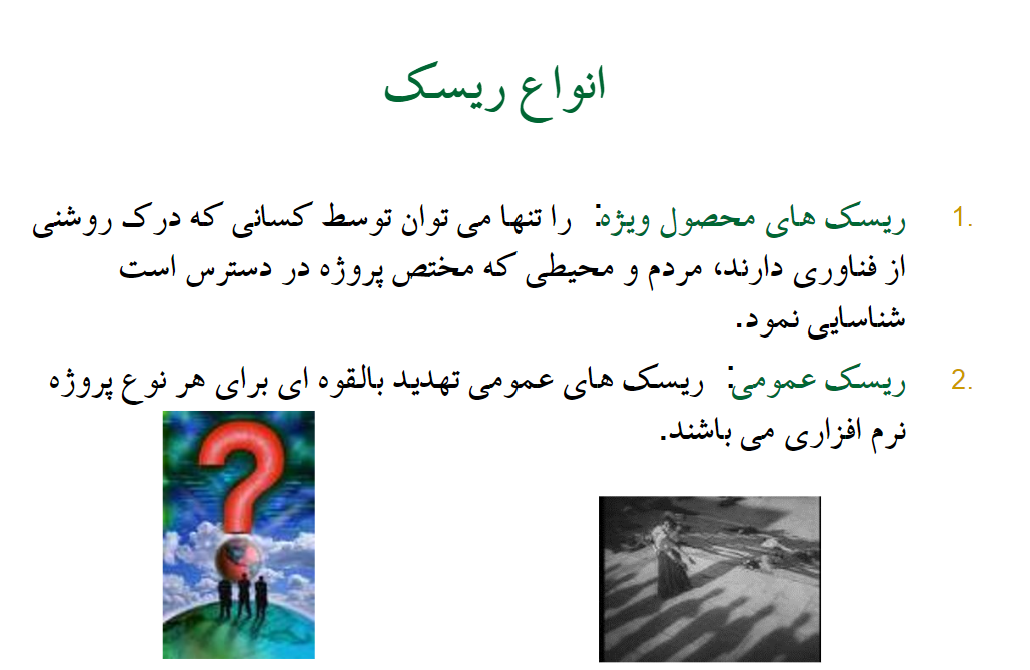 انواع ریسک
1. ریسک های محصول ویژه: را تنها می توان توسط کسانی که درک روشنی
از فناوری دارند، مردم و محیطی که مختص پروژه در دسترس است
شناسایی نمود.
2. ریسک عمومی: ریسک های عمومی تهدید بالقوه ای برای هر نوع پروژه
نرم افزاری می باشند.
?